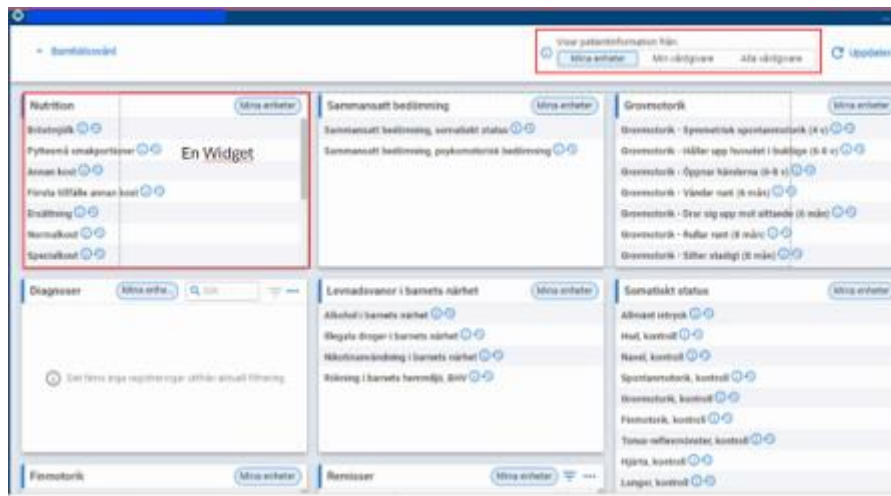 Barnhälsovård
Visar patientinformation från:
Mina enheter
Min vårdgivare
Alla vårdgivare
Uppdatera
Nutrition
Mina enheter
Bröstmjölk
Pyttesmå smakportioner
Annan kost
Första tillfälle annan kost
Ersättning
Normalkost
Specialkost
En Widget
Sammansatt bedömning
Mina enheter
Sammansatt bedömning, somatiskt status
Sammansatt bedömning, psykomotorisk bedömning
Grovmotorik
Mina enheter
Grovmotorik - Symmetrisk spontanmotorik (4 v)
Grovmotorik - Håller upp huvudet i bukläge (6-8 v)
Grovmotorik - Öppnar händerna (6-8 v)
Grovmotorik - Vänder runt (6 mån)
Grovmotorik - Drar sig upp mot sittande (6 mån)
Grovmotorik - Rullar runt (8 mån)
Grovmotorik - Sitter stadigt (8 mån)
Diagnoser
Mina enhe...
Sök
Det finns inga registreringar utifrån aktuell filtrering
Levnadsvanor i barnets närhet
Mina enheter
Alkohol i barnets närhet
Illegala droger i barnets närhet
Nikotinanvändning i barnets närhet
Rökning i barnets hemmiljö, BHV
Somatiskt status
Mina enheter
Allmänt intryck
Hud, kontroll
Navel, kontroll
Spontanmotorik, kontroll
Grovmotorik, kontroll
Finmotorik, kontroll
Tonus-reflexmönster, kontroll
Hjärta, kontroll
Lungor, kontroll
Finmotorik
Mina enheter
Remisser
Mina enheter